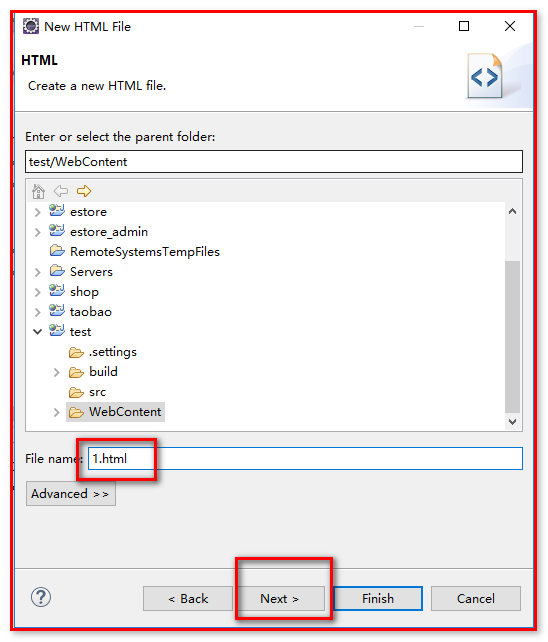 New HTML File
HTML
Create a new HTML file.
Enter or select the parent folder:
test/WebContent
estore
estore_admin
RemoteSystemsTempFiles
Servers
shop
taobao
test
.settings
build
src
WebContent
File name: 1.html
Advanced >>
? < Back Next > Finish Cancel